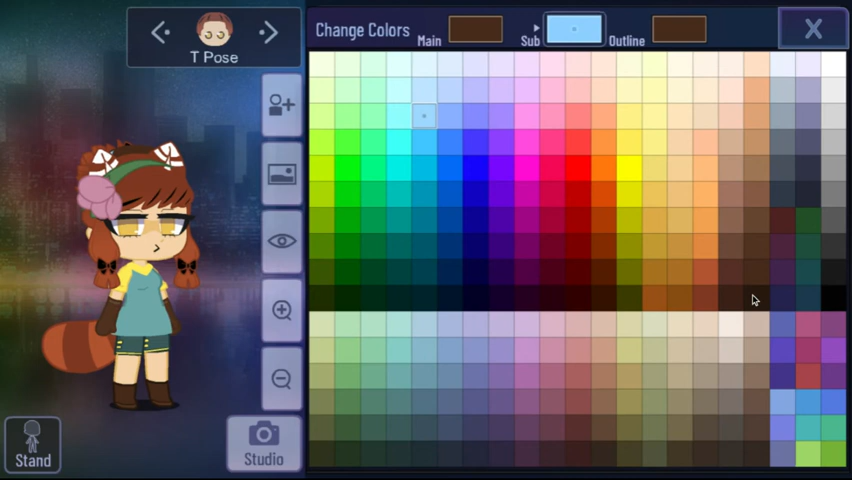 T Pose
Change Colors
Main
Sub
Outline
X
Stand
Studio